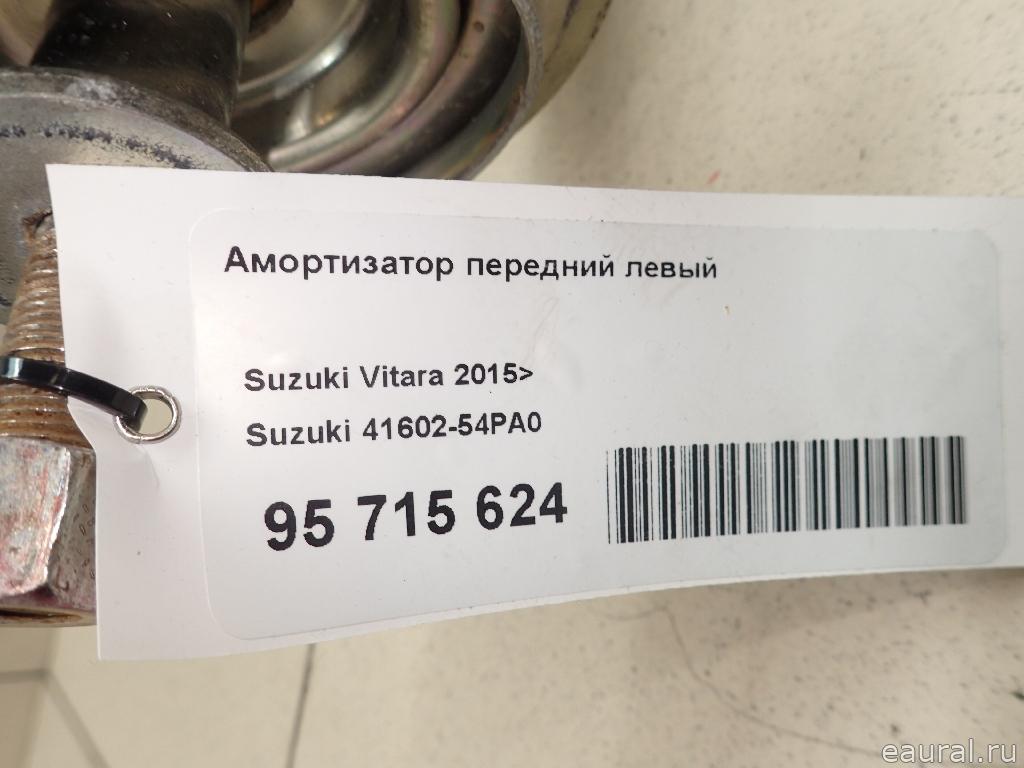 Амортизатор передний левый
Suzuki Vitara 2015>
Suzuki 41602-54PA0
95 715 624
eaural.ru